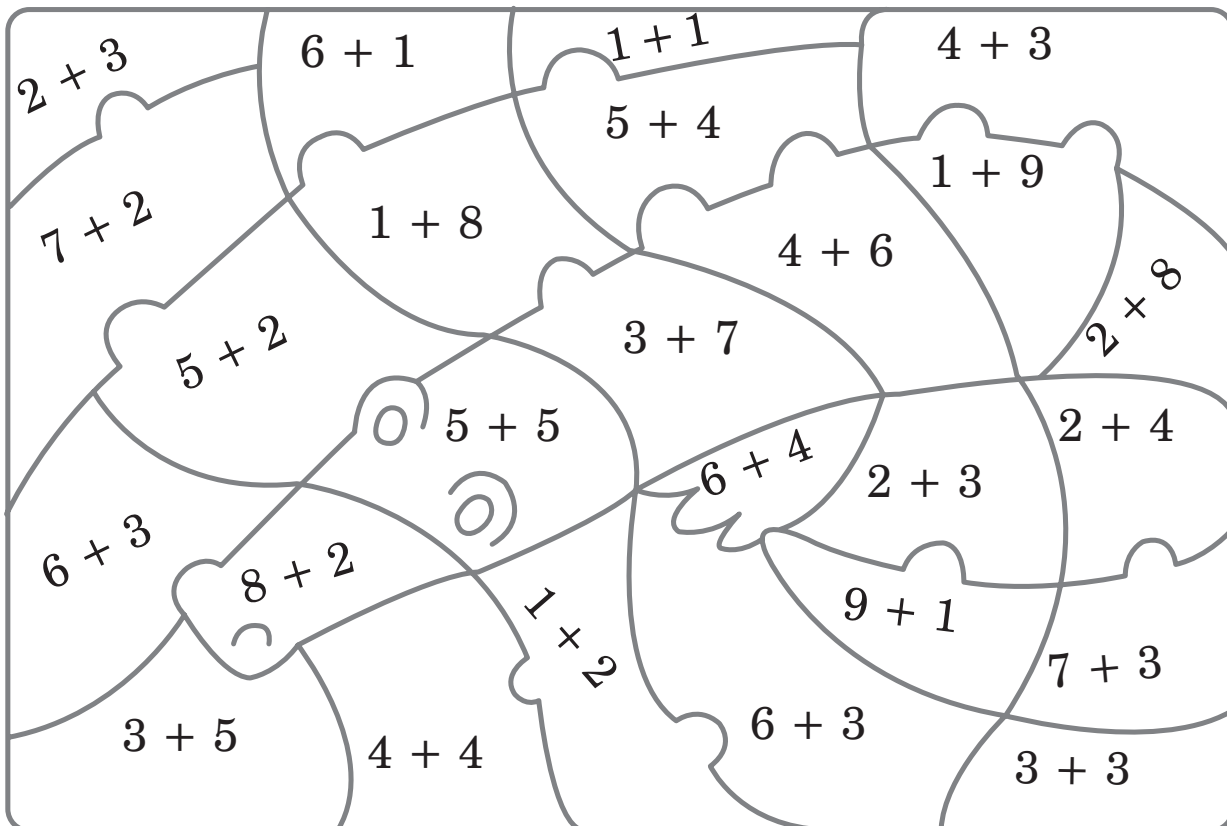 2 + 3
6 + 1
1 + 1
4 + 3
5 + 4
1 + 9
7 + 2
1 + 8
4 + 6
2 + 8
5 + 2
3 + 7
5 + 5
6 + 4
2 + 4
2 + 3
6 + 3
8 + 2
1 + 2
9 + 1
7 + 3
3 + 5
4 + 4
6 + 3
3 + 3